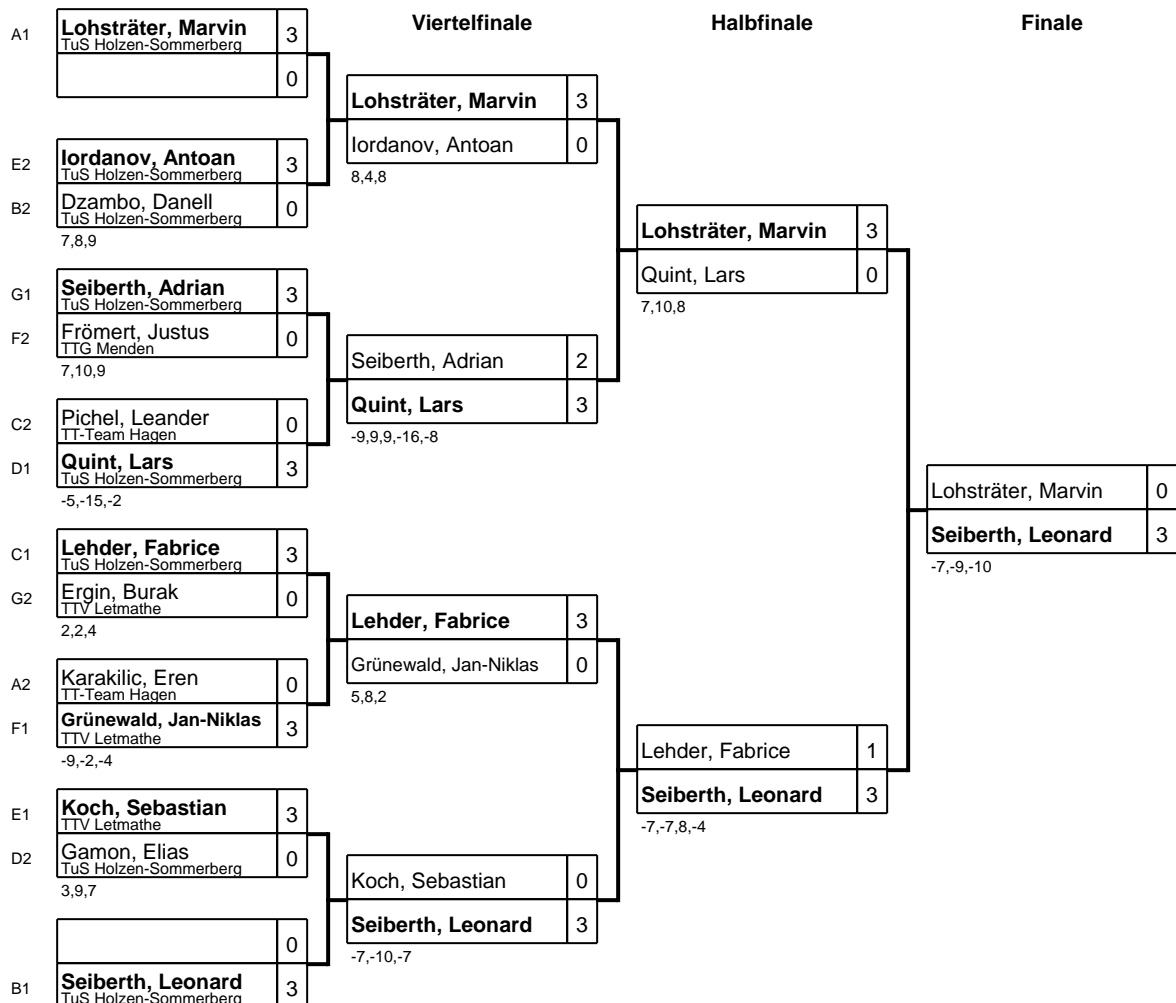 Viertelfinale
Halbfinale
Finale
A1 Lohsträter, Marvin 3
TuS Holzen-Sommerberg
0
E2 Iordanov, Antoan 3
TuS Holzen-Sommerberg
B2 Dzambo, Danell 0
TuS Holzen-Sommerberg
7,8,9
G1 Seiberth, Adrian 3
TuS Holzen-Sommerberg
F2 Frömert, Justus 0
TTG Menden
7,10,9
C2 Pichel, Leander 0
TT-Team Hagen
D1 Quint, Lars 3
TuS Holzen-Sommerberg
-5,-15,-2
C1 Lehder, Fabrice 3
TuS Holzen-Sommerberg
G2 Ergin, Burak 0
TTV Letmathe
2,2,4
A2 Karakilic, Eren 0
TT-Team Hagen
F1 Grünewald, Jan-Niklas 3
TTV Letmathe
-9,-2,-4
E1 Koch, Sebastian 3
TTV Letmathe
D2 Gamon, Elias 0
TuS Holzen-Sommerberg
3,9,7
0
B1 Seiberth, Leonard 3
TuS Holzen-Sommerberg
Lohsträter, Marvin 3
Iordanov, Antoan 0
8,4,8
Seiberth, Adrian 2
Quint, Lars 3
-9,9,9,-16,-8
Lehder, Fabrice 3
Grünewald, Jan-Niklas 0
5,8,2
Koch, Sebastian 0
Seiberth, Leonard 3
-7,-10,-7
Lohsträter, Marvin 3
Quint, Lars 0
7,10,8
Lehder, Fabrice 1
Seiberth, Leonard 3
-7,-7,8,-4
Lohsträter, Marvin 0
Seiberth, Leonard 3
-7,-9,-10